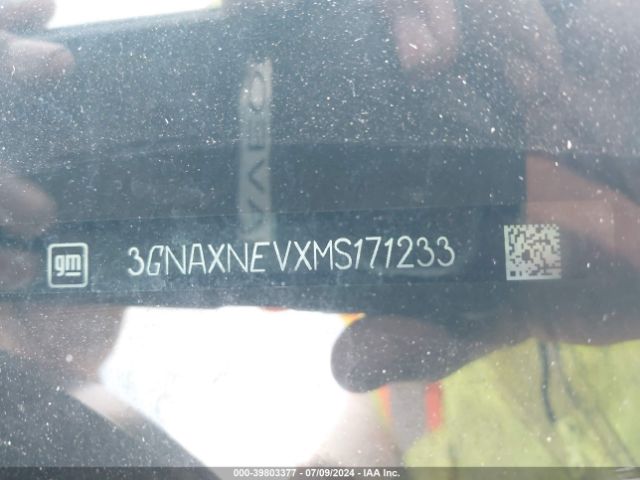 gm 3GNAXNEVXMS171233
000-39803377 - 07/09/2024 - IAA Inc.